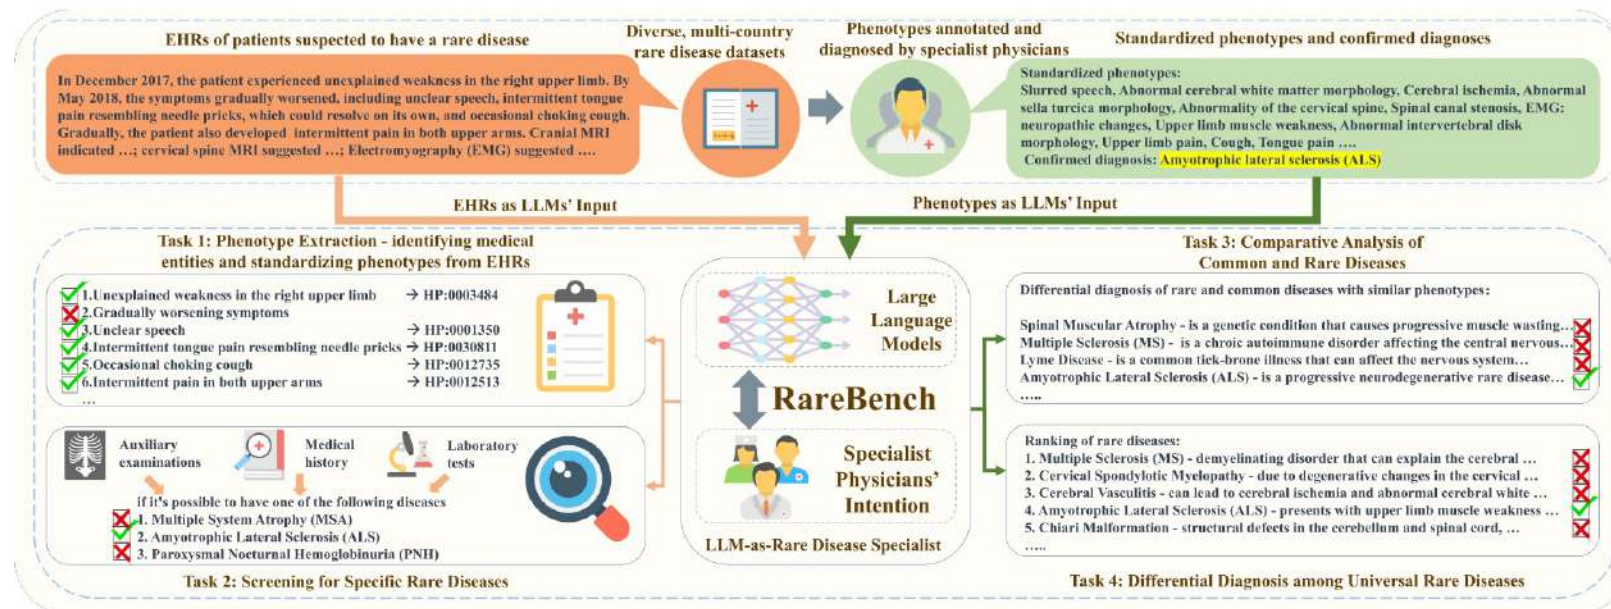 EHRs of patients suspected to have a rare disease
In December 2017, the patient experienced unexplained weakness in the right upper limb. By
May 2018, the symptoms gradually worsened, including unclear speech, intermittent tongue
pain resembling needle pricks, which could resolve on its own, and occasional choking cough.
Gradually, the patient also developed intermittent pain in both upper arms. Cranial MRI
indicated ...; cervical spine MRI suggested ...; Electromyography (EMG) suggested ....
Diverse, multi-country
rare disease datasets
Phenotypes annotated and
diagnosed by specialist physicians
Standardized phenotypes and confirmed diagnoses
Standardized phenotypes:
Slurred speech, Abnormal cerebral white matter morphology, Cerebral ischemia, Abnormal
sella turcica morphology, Abnormality of the cervical spine, Spinal canal stenosis, EMG:
neuropathic changes, Upper limb muscle weakness, Abnormal intervertebral disk
morphology, Upper limb pain, Cough, Tongue pain ....
Confirmed diagnosis: Amyotrophic lateral sclerosis (ALS)
EHRs as LLMs' Input
Phenotypes as LLMs' Input
Task 1: Phenotype Extraction - identifying medical
entities and standardizing phenotypes from EHRs
1.Unexplained weakness in the right upper limb → HP:0003484
2.Gradually worsening symptoms
3.Unclear speech → HP:0001350
4.Intermittent tongue pain resembling needle pricks → HP:0030811
5.Occasional choking cough → HP:0012735
6.Intermittent pain in both upper arms → HP:0012513
...
Auxiliary
examinations
Medical
history
Laboratory
tests
if it's possible to have one of the following diseases
1. Multiple System Atrophy (MSA)
2. Amyotrophic Lateral Sclerosis (ALS)
3. Paroxysmal Nocturnal Hemoglobinuria (PNH)
Task 2: Screening for Specific Rare Diseases
Large
Language
Models
RareBench
Specialist
Physicians'
Intention
LLM-as-Rare Disease Specialist
Task 3: Comparative Analysis of
Common and Rare Diseases
Differential diagnosis of rare and common diseases with similar phenotypes:
Spinal Muscular Atrophy - is a genetic condition that causes progressive muscle wasting...
Multiple Sclerosis (MS) - is a chroic autoimmune disorder affecting the central nervous...
Lyme Disease - is a common tick-brone illness that can affect the nervous system...
Amyotrophic Lateral Sclerosis (ALS) - is a progressive neurodegenerative rare disease...
.....
Ranking of rare diseases:
1. Multiple Sclerosis (MS) - demyelinating disorder that can explain the cerebral ...
2. Cervical Spondylotic Myelopathy - due to degenerative changes in the cervical ...
3. Cerebral Vasculitis - can lead to cerebral ischemia and abnormal cerebral white ...
4. Amyotrophic Lateral Sclerosis (ALS) - presents with upper limb muscle weakness ...
5. Chiari Malformation - structural defects in the cerebellum and spinal cord, ...
.....
Task 4: Differential Diagnosis among Universal Rare Diseases